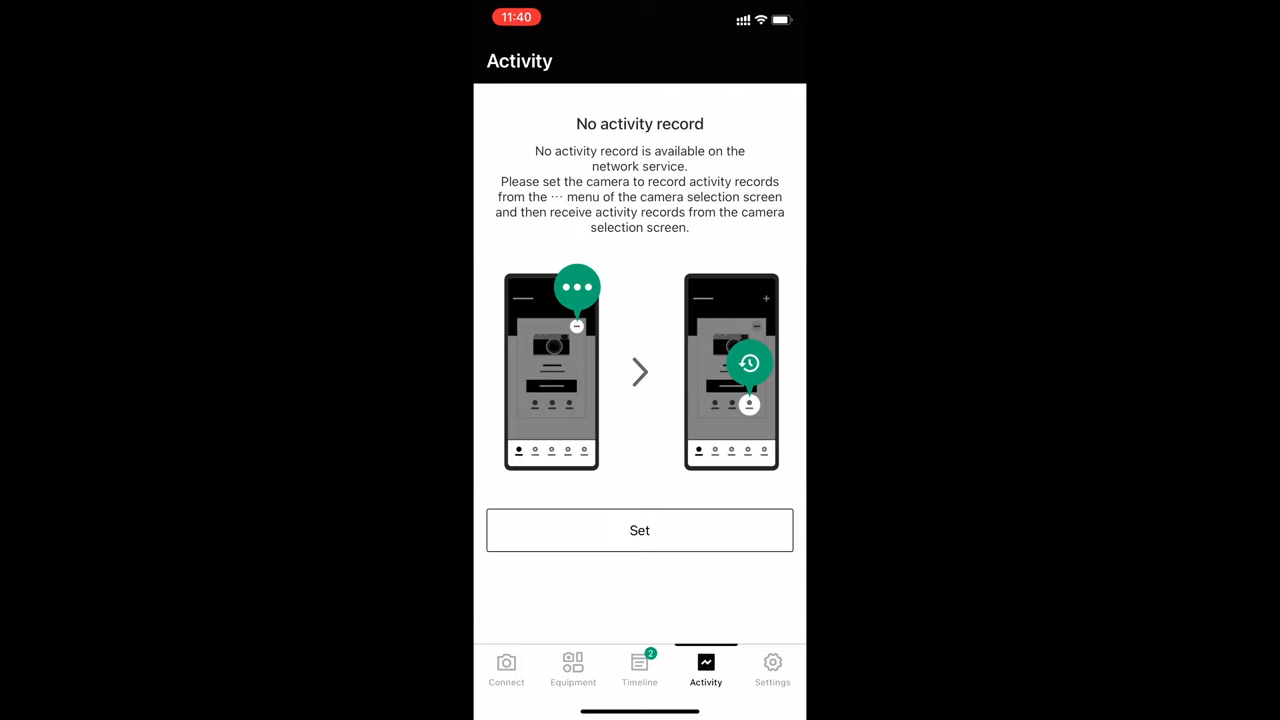 11:40
Activity
No activity record
No activity record is available on the
network service.
Please set the camera to record activity records
from the ··· menu of the camera selection screen
and then receive activity records from the camera
selection screen.
Set
2
Connect
Equipment
Timeline
Activity
Settings